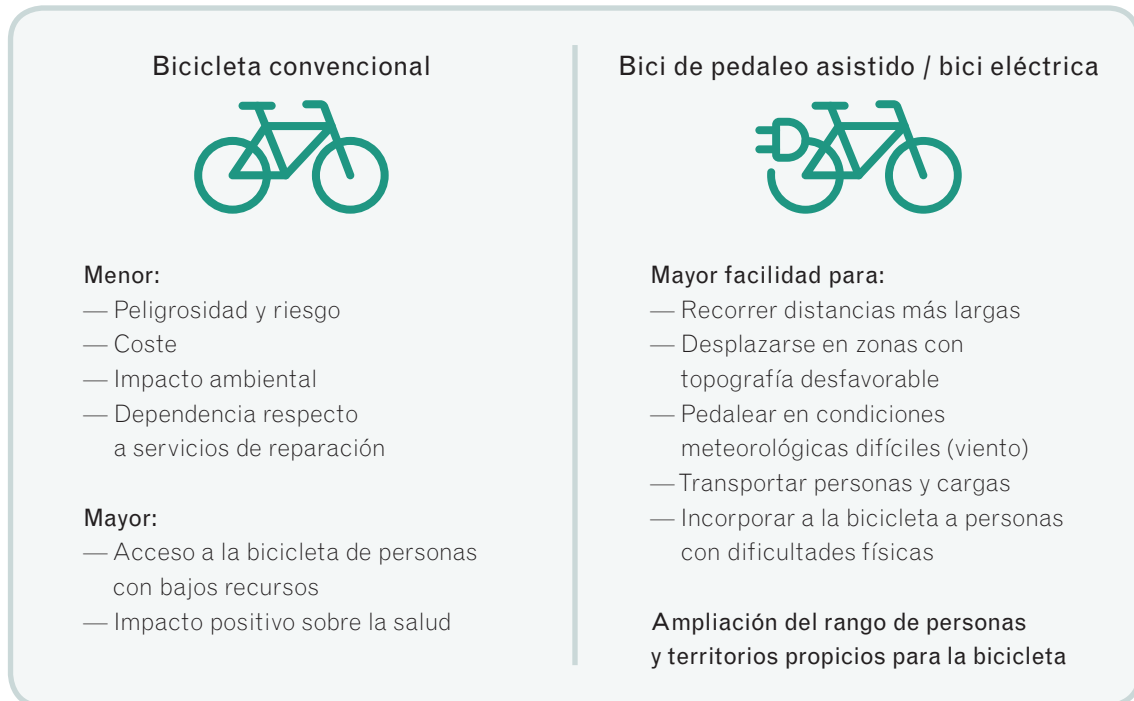 Bicicleta convencional
Menor:
— Peligrosidad y riesgo
— Coste
— Impacto ambiental
— Dependencia respecto
a servicios de reparación
Mayor:
— Acceso a la bicicleta de personas
con bajos recursos
— Impacto positivo sobre la salud
Bici de pedaleo asistido / bici eléctrica
Mayor facilidad para:
— Recorrer distancias más largas
— Desplazarse en zonas con
topografía desfavorable
— Pedalear en condiciones
meteorológicas difíciles (viento)
— Transportar personas y cargas
— Incorporar a la bicicleta a personas
con dificultades físicas
Ampliación del rango de personas
y territorios propicios para la bicicleta